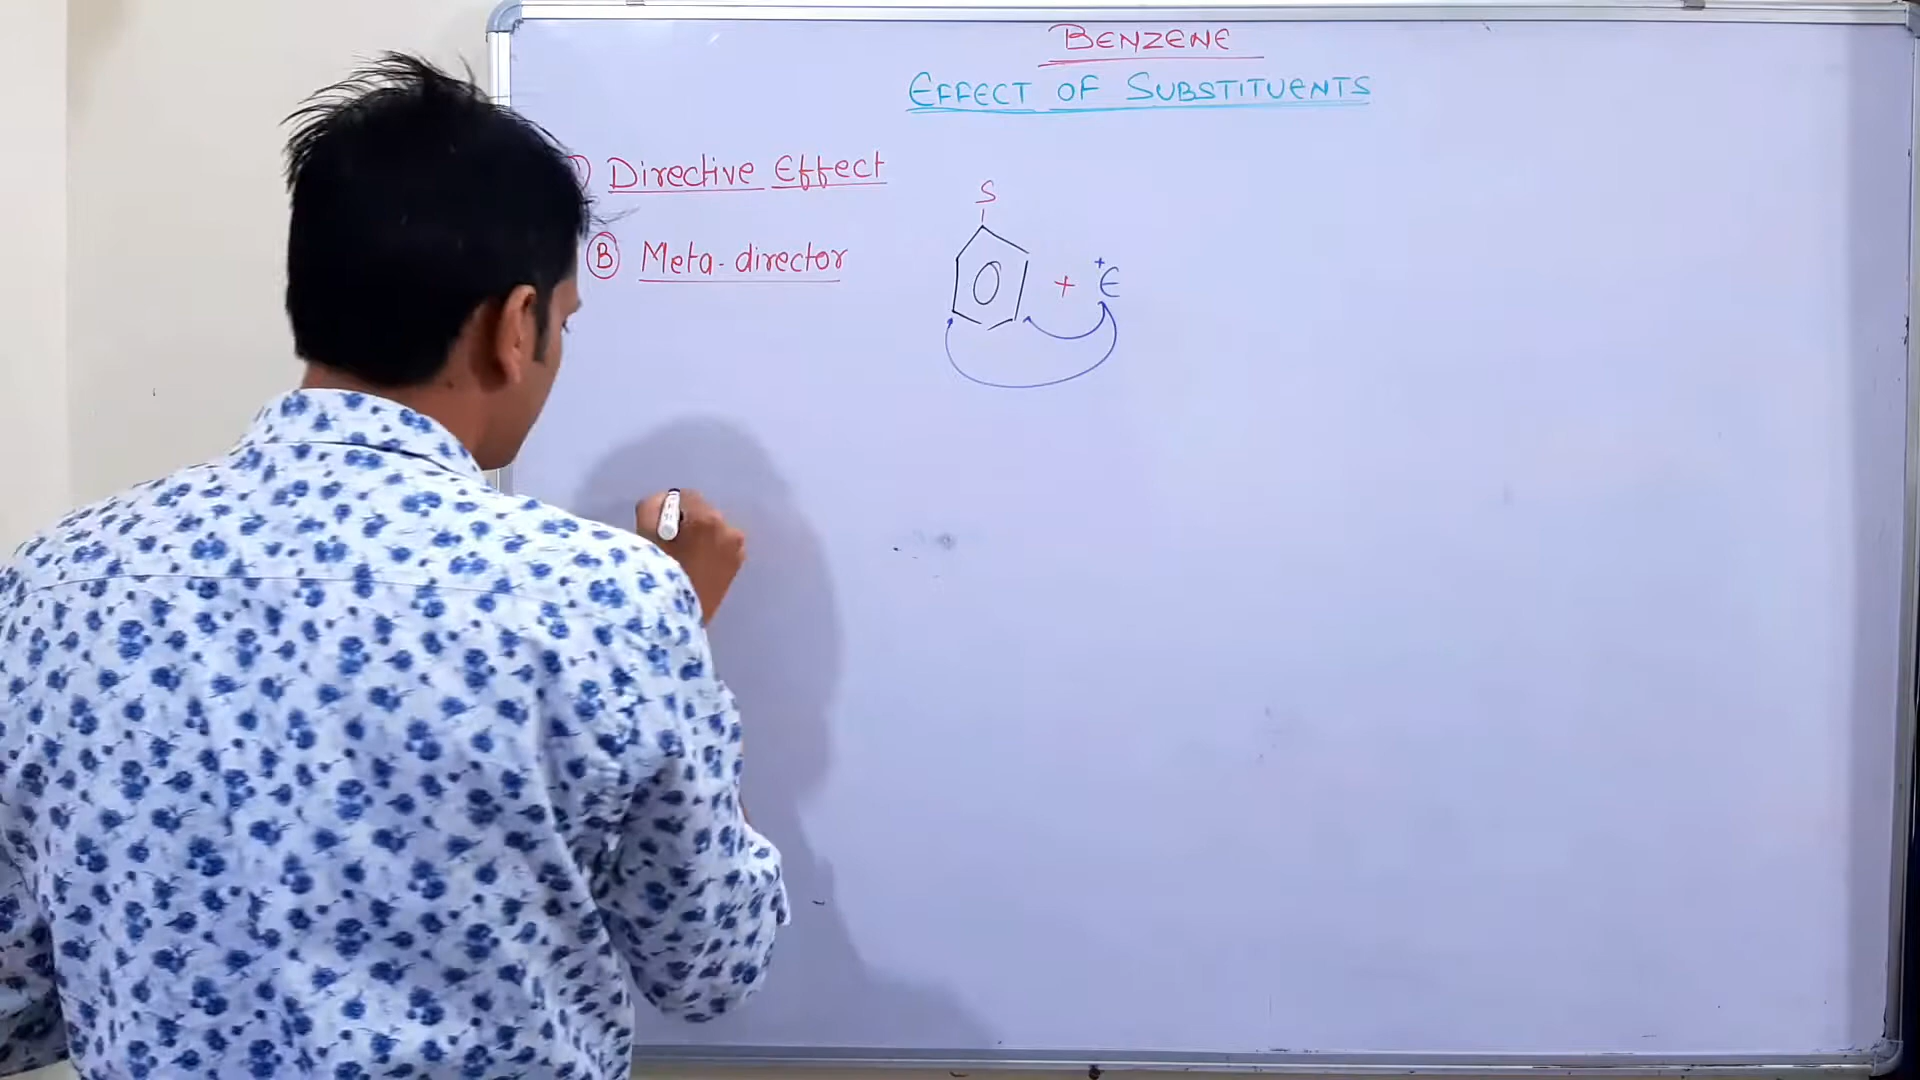 BENZENE
EFFECT OF SUBSTITUENTS
Directive Effect
S
B Meta-director
+ +E